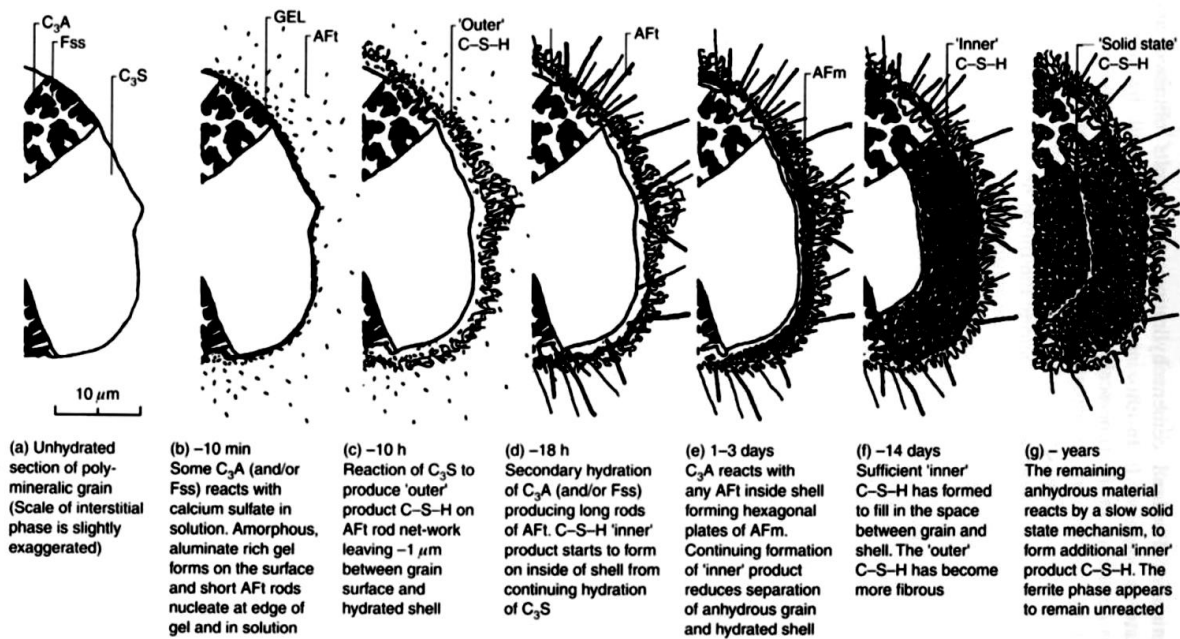 C₃A
Fss
C₃S
10 μm
GEL
AFt
'Outer'
C–S–H
AFt
AFm
'Inner'
C–S–H
'Solid state'
C–S–H
(a) Unhydrated
section of poly-
mineralic grain
(Scale of interstitial
phase is slightly
exaggerated)
(b) –10 min
Some C₃A (and/or
Fss) reacts with
calcium sulfate in
solution. Amorphous,
aluminate rich gel
forms on the surface
and short AFt rods
nucleate at edge of
gel and in solution
(c) –10 h
Reaction of C₃S to
produce 'outer'
product C–S–H on
AFt rod net-work
leaving –1 μm
between grain
surface and
hydrated shell
(d) –18 h
Secondary hydration
of C₃A (and/or Fss)
producing long rods
of AFt. C–S–H 'inner'
product starts to form
on inside of shell from
continuing hydration
of C₃S
(e) 1–3 days
C₃A reacts with
any AFt inside shell
forming hexagonal
plates of AFm.
Continuing formation
of 'inner' product
reduces separation
of anhydrous grain
and hydrated shell
(f) –14 days
Sufficient 'inner'
C–S–H has formed
to fill in the space
between grain and
shell. The 'outer'
C–S–H has become
more fibrous
(g) – years
The remaining
anhydrous material
reacts by a slow solid
state mechanism, to
form additional 'inner'
product C–S–H. The
ferrite phase appears
to remain unreacted